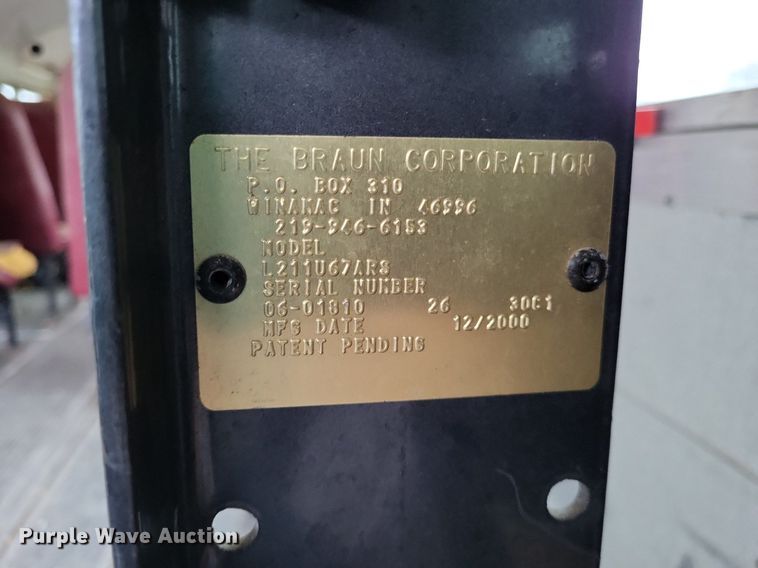 THE BRAUN CORPORATION
P.O. BOX 310
WINAMAC IN 46996
219-946-6153
MODEL
L211U67ARS
SERIAL NUMBER
06-01810 26 3061
MFG DATE 12/2000
PATENT PENDING
Purple Wave Auction